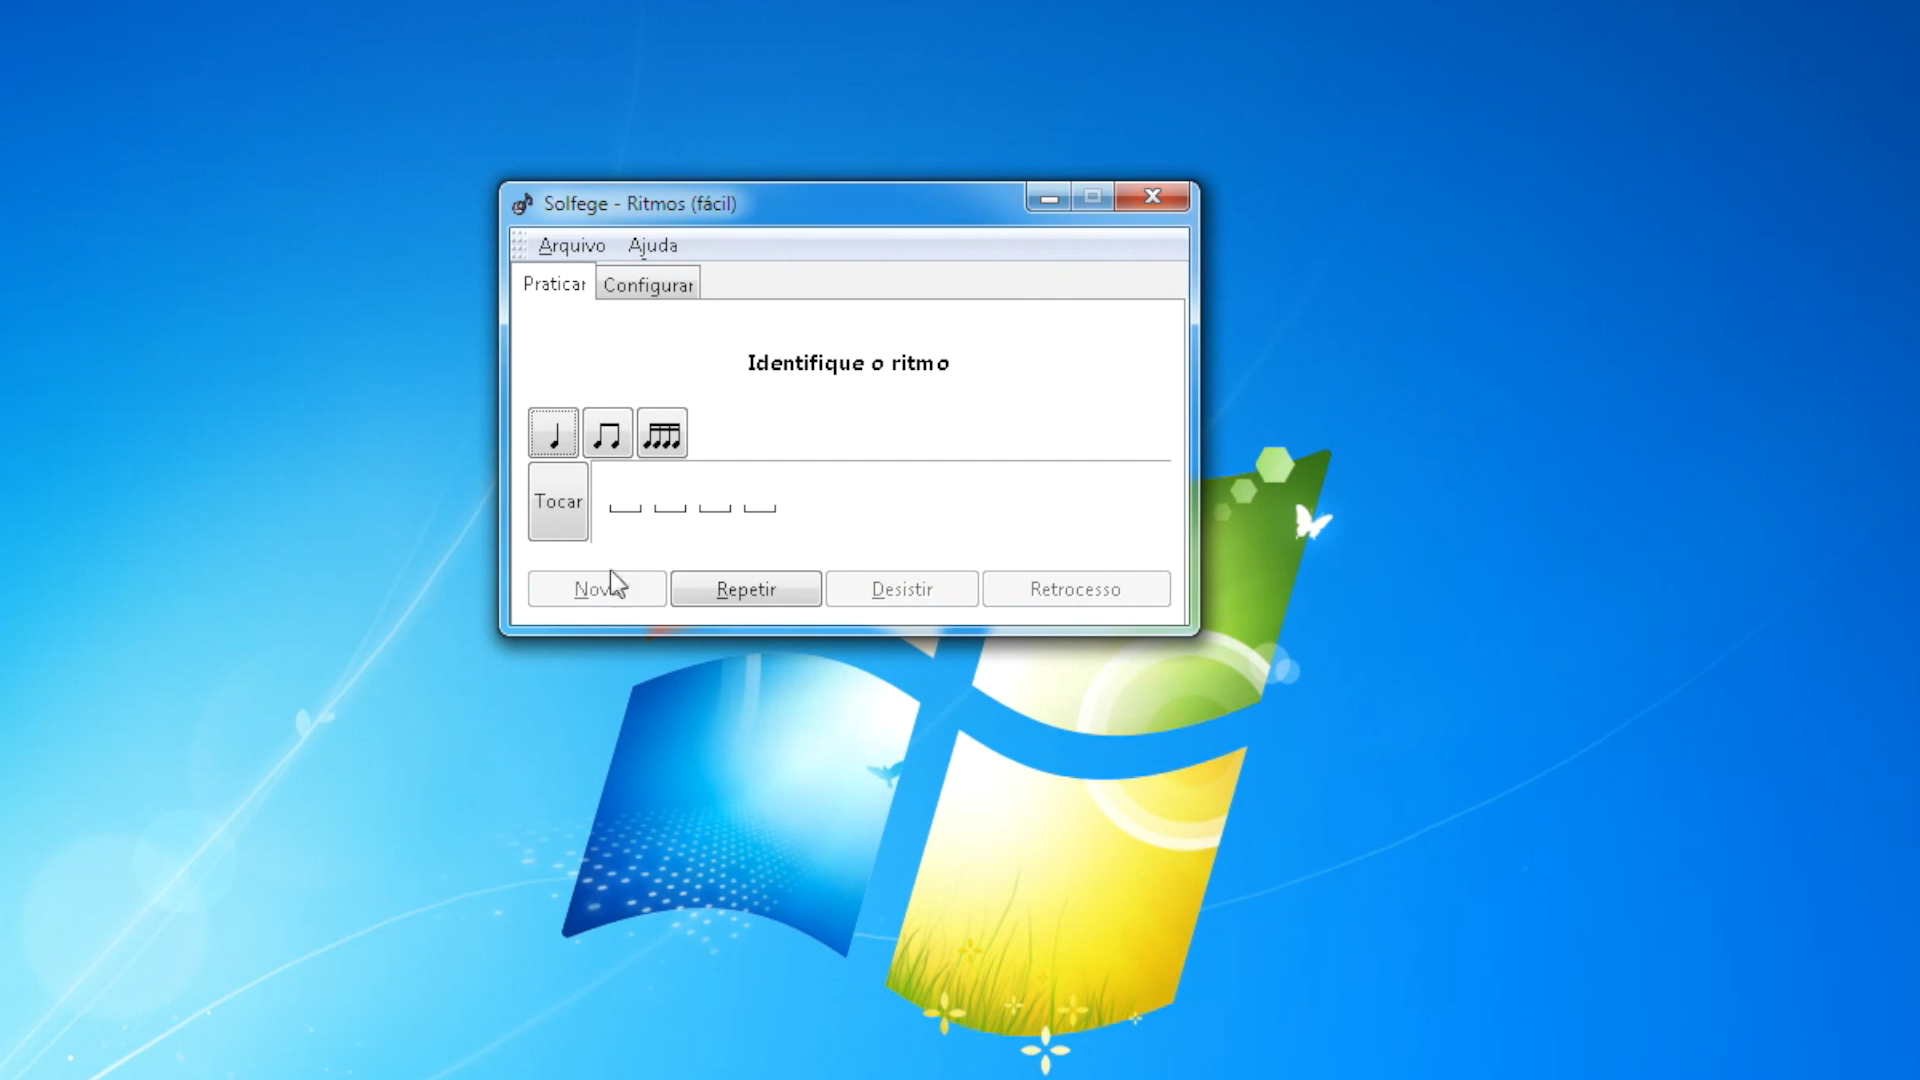 Solfege - Ritmos (fácil)
Arquivo Ajuda
Praticar Configurar
Identifique o ritmo
Tocar
Repetir Desistir Retrocesso